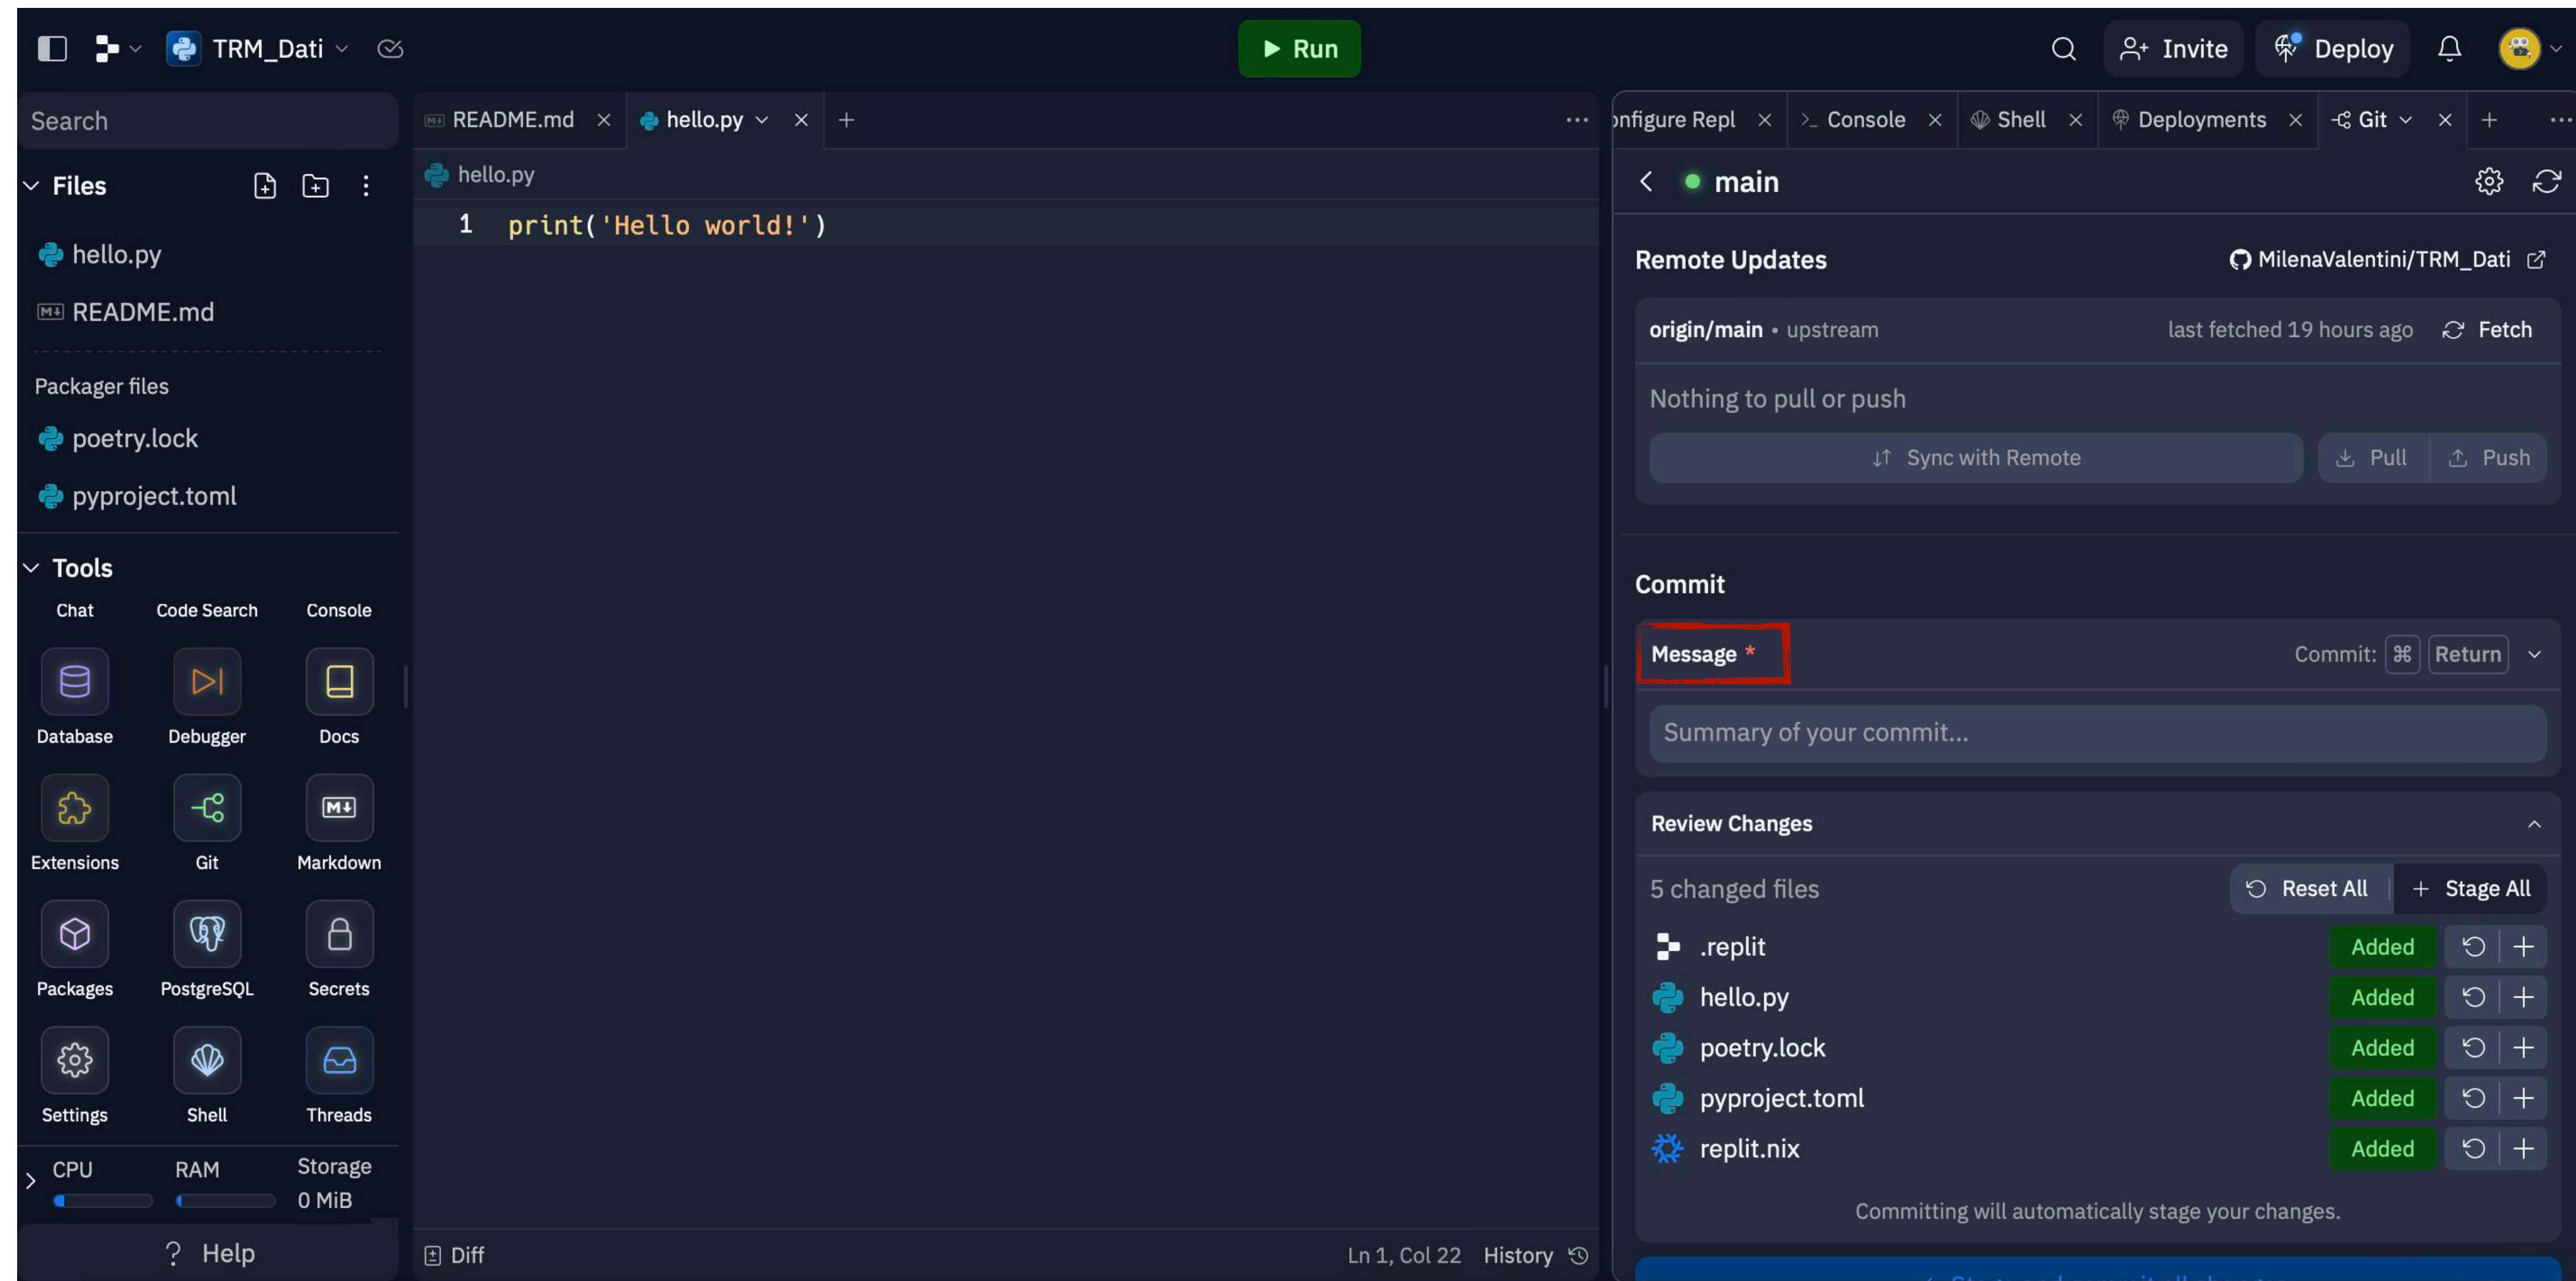 TRM_Dati
Run
Invite
Deploy
Search
Files
hello.py
README.md
Packager files
poetry.lock
pyproject.toml
Tools
Chat Code Search Console
Database Debugger Docs
Extensions Git Markdown
Packages PostgreSQL Secrets
Settings Shell Threads
CPU RAM Storage
0 MiB
? Help
README.md hello.py
hello.py
1 print('Hello world!')
Diff
Ln 1, Col 22 History
onfigure Repl Console Shell Deployments Git
main
Remote Updates MilenaValentini/TRM_Dati
origin/main • upstream last fetched 19 hours ago Fetch
Nothing to pull or push
Sync with Remote Pull Push
Commit
Message * Commit: ⌘ Return
Summary of your commit...
Review Changes
5 changed files Reset All + Stage All
.replit Added
hello.py Added
poetry.lock Added
pyproject.toml Added
replit.nix Added
Committing will automatically stage your changes.